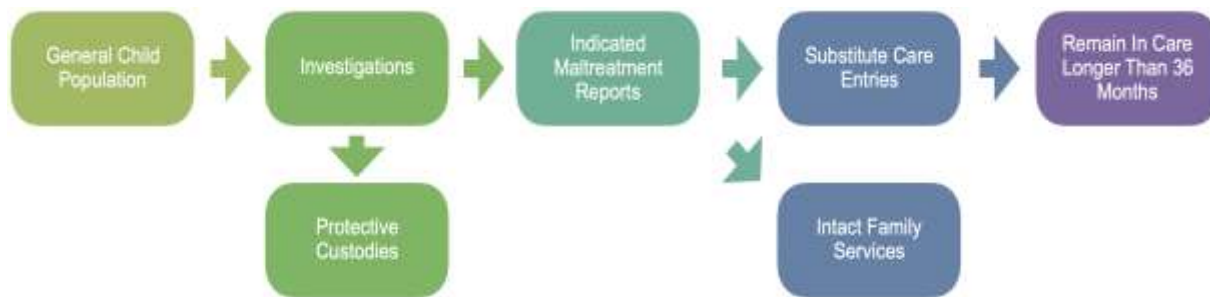 General Child
Population
Investigations
Indicated
Maltreatment
Reports
Substitute Care
Entries
Remain In Care
Longer Than 36
Months
Protective
Custodies
Intact Family
Services